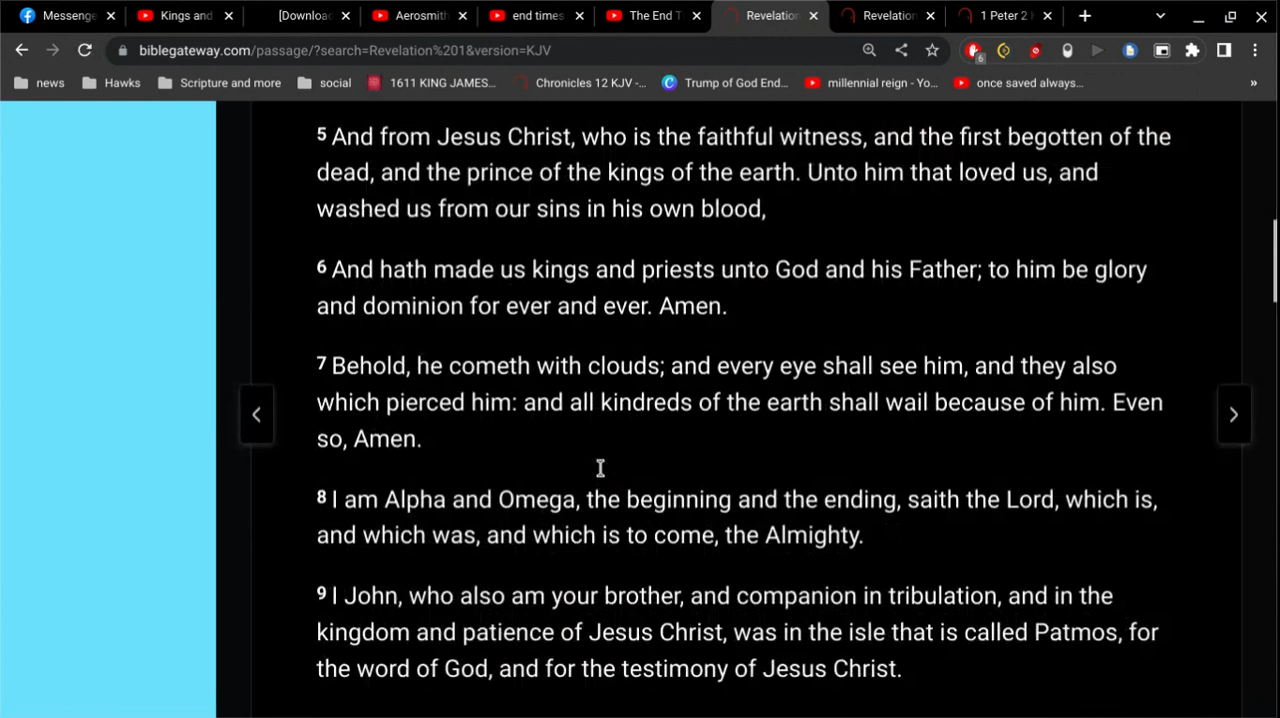 Messenge
Kings and
[Downloac
Aerosmith
end times
The End T
Revelation
Revelation
1 Peter 2
biblegateway.com/passage/?search=Revelation%201&version=KJV
6
news
Hawks
Scripture and more
social
1611 KING JAMES...
Chronicles 12 KJV -...
Trump of God End...
millennial reign - Yo...
once saved always...
5 And from Jesus Christ, who is the faithful witness, and the first begotten of the
dead, and the prince of the kings of the earth. Unto him that loved us, and
washed us from our sins in his own blood,
6 And hath made us kings and priests unto God and his Father; to him be glory
and dominion for ever and ever. Amen.
7 Behold, he cometh with clouds; and every eye shall see him, and they also
which pierced him: and all kindreds of the earth shall wail because of him. Even
so, Amen.
8 I am Alpha and Omega, the beginning and the ending, saith the Lord, which is,
and which was, and which is to come, the Almighty.
9 I John, who also am your brother, and companion in tribulation, and in the
kingdom and patience of Jesus Christ, was in the isle that is called Patmos, for
the word of God, and for the testimony of Jesus Christ.